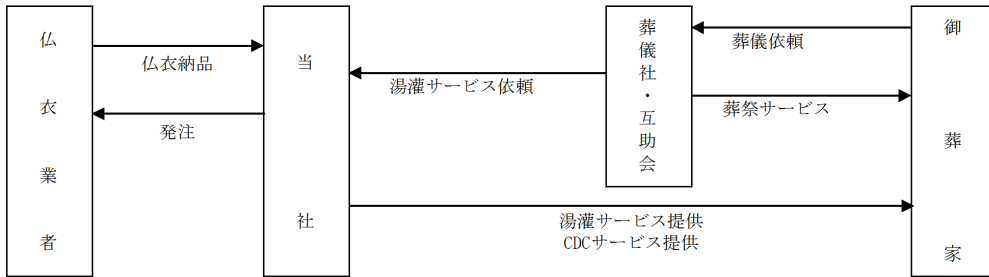 仏衣業者
仏衣納品
発注
当社
湯灌サービス依頼
葬儀社・互助会
葬儀依頼
葬祭サービス
湯灌サービス提供
CDCサービス提供
御葬家